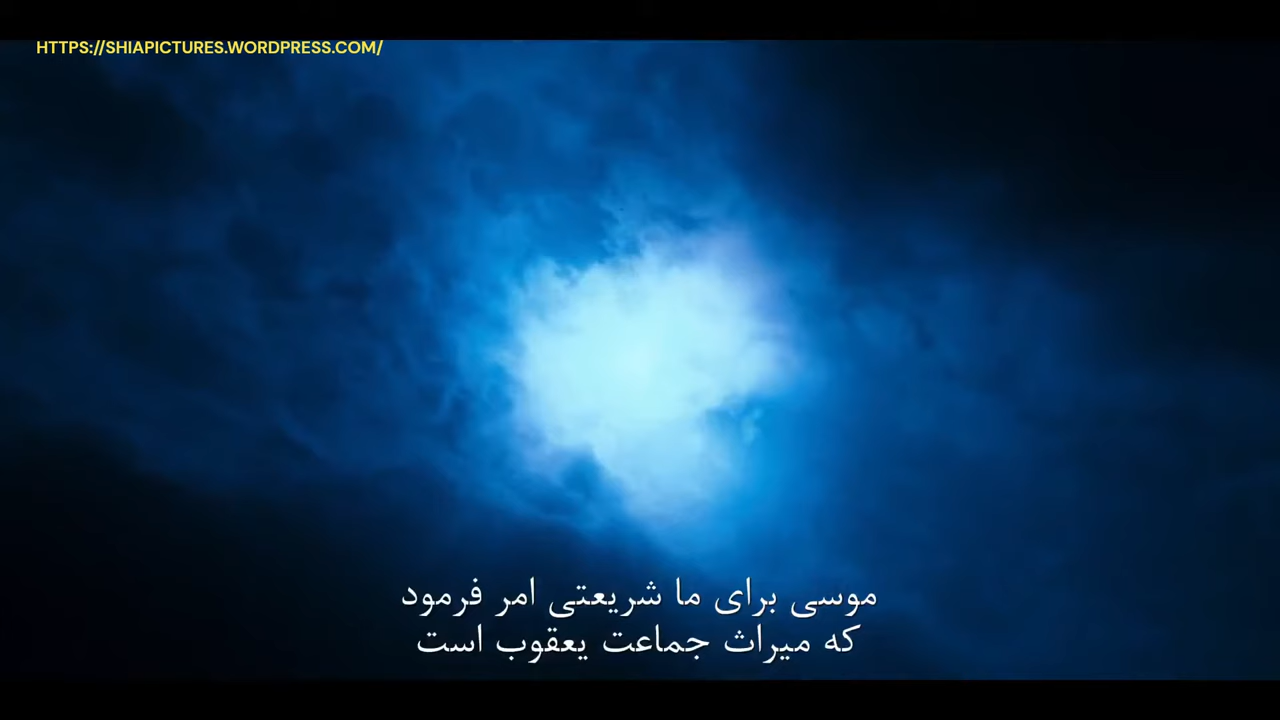 HTTPS://SHIAPICTURES.WORDPRESS.COM/
موسی برای ما شریعتی امر فرمود
که میراث جماعت یعقوب است